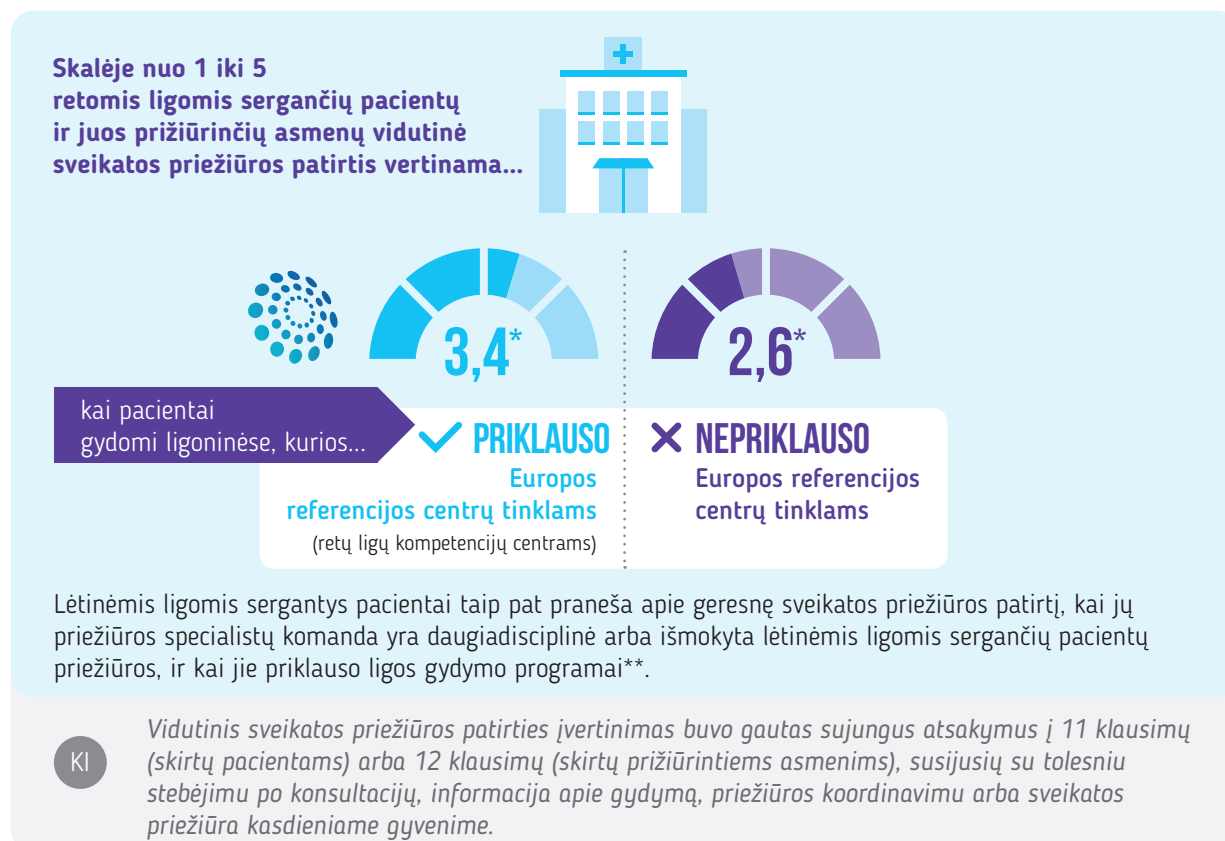 Skalėje nuo 1 iki 5
retomis ligomis sergančių pacientų
ir juos prižiūrinčių asmenų vidutinė
sveikatos priežiūros patirtis vertinama...
3,4*
2,6*
kai pacientai
gydomi ligoninėse, kurios...
PRIKLAUSO
Europos
referencijos centrų tinklams
(retų ligų kompetencijų centrams)
NEPRIKLAUSO
Europos referencijos
centrų tinklams
Lėtinėmis ligomis sergantys pacientai taip pat praneša apie geresnę sveikatos priežiūros patirtį, kai jų
priežiūros specialistų komanda yra daugiadisciplinė arba išmokyta lėtinėmis ligomis sergančių pacientų
priežiūros, ir kai jie priklauso ligos gydymo programai**.
KI
Vidutinis sveikatos priežiūros patirties įvertinimas buvo gautas sujungus atsakymus į 11 klausimų
(skirtų pacientams) arba 12 klausimų (skirtų prižiūrintiems asmenims), susijusių su tolesniu
stebėjimu po konsultacijų, informacija apie gydymą, priežiūros koordinavimu arba sveikatos
priežiūra kasdieniame gyvenime.